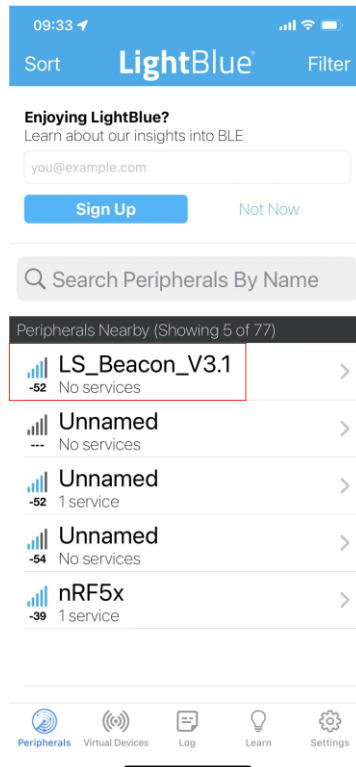 09:33
Sort LightBlue Filter
Enjoying LightBlue?
Learn about our insights into BLE
you@example.com
Sign Up Not Now
Search Peripherals By Name
Peripherals Nearby (Showing 5 of 77)
LS_Beacon_V3.1
-52 No services
Unnamed
--- No services
Unnamed
-52 1 service
Unnamed
-54 No services
nRF5x
-39 1 service
Peripherals Virtual Devices Log Learn Settings